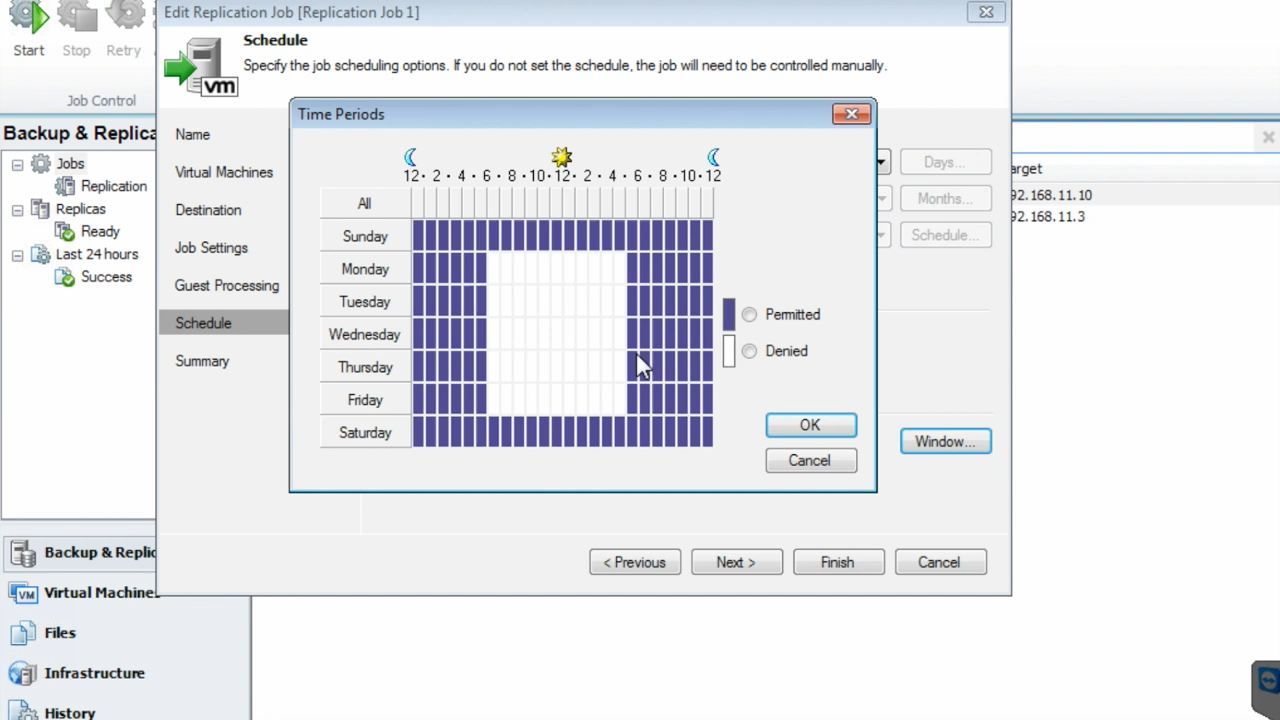 Edit Replication Job [Replication Job 1]
Schedule
Specify the job scheduling options. If you do not set the schedule, the job will need to be controlled manually.
vm
Start Stop Retry
Job Control
Backup & Replica
Jobs
Replication
Replicas
Ready
Last 24 hours
Success
Name
Virtual Machines
Destination
Job Settings
Guest Processing
Schedule
Summary
Time Periods
12 · 2 · 4 · 6 · 8 · 10 · 12 · 2 · 4 · 6 · 8 · 10 · 12
All
Sunday
Monday
Tuesday
Wednesday
Thursday
Friday
Saturday
Permitted
Denied
OK
Cancel
Days...
Months...
Schedule...
Window...
arget
92.168.11.10
92.168.11.3
< Previous Next > Finish Cancel
Backup & Replic
VM
Virtual Machines
Files
Infrastructure
History